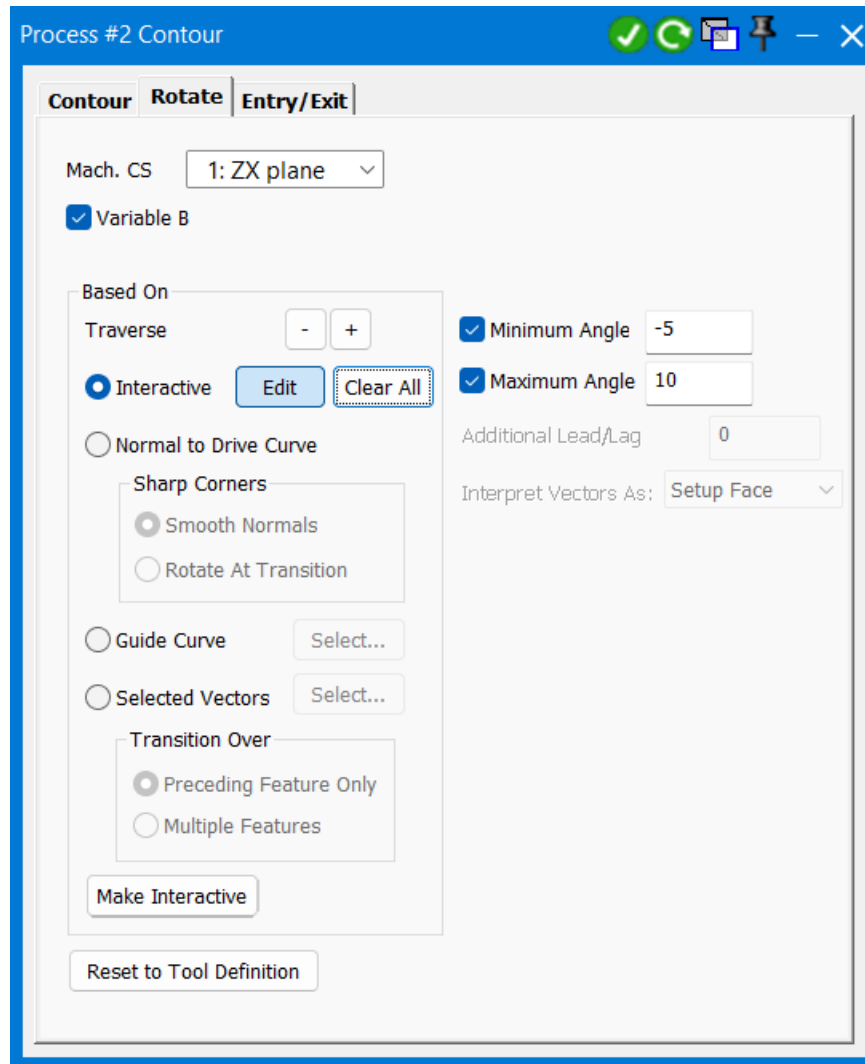 Process #2 Contour
Contour Rotate Entry/Exit
Mach. CS 1: ZX plane
Variable B
Based On
Traverse - +
Minimum Angle -5
Interactive Edit Clear All
Maximum Angle 10
Normal to Drive Curve
Additional Lead/Lag 0
Sharp Corners
Interpret Vectors As: Setup Face
Smooth Normals
Rotate At Transition
Guide Curve Select...
Selected Vectors Select...
Transition Over
Preceding Feature Only
Multiple Features
Make Interactive
Reset to Tool Definition